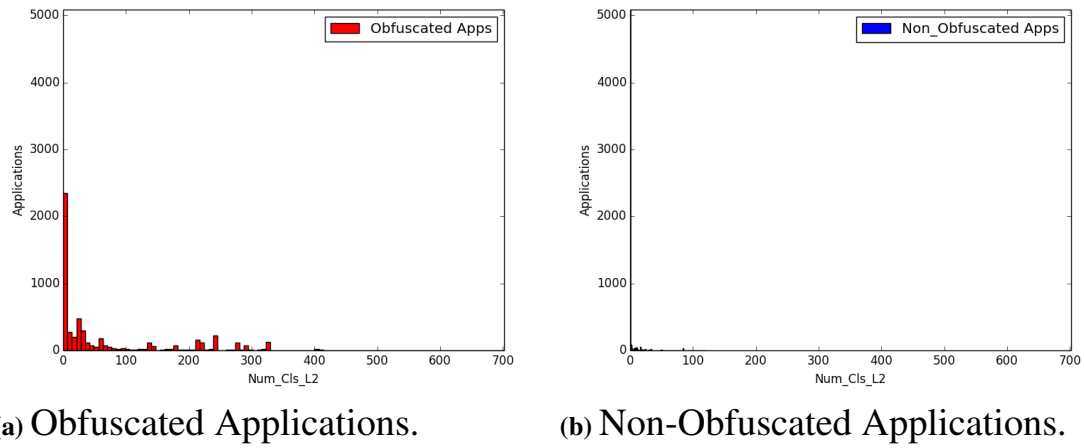 5000
4000
3000
2000
1000
0
Applications
Obfuscated Apps
0 100 200 300 400 500 600 700
Num_Cls_L2
5000
4000
3000
2000
1000
0
Applications
Non_Obfuscated Apps
0 100 200 300 400 500 600 700
Num_Cls_L2
(a) Obfuscated Applications.
(b) Non-Obfuscated Applications.